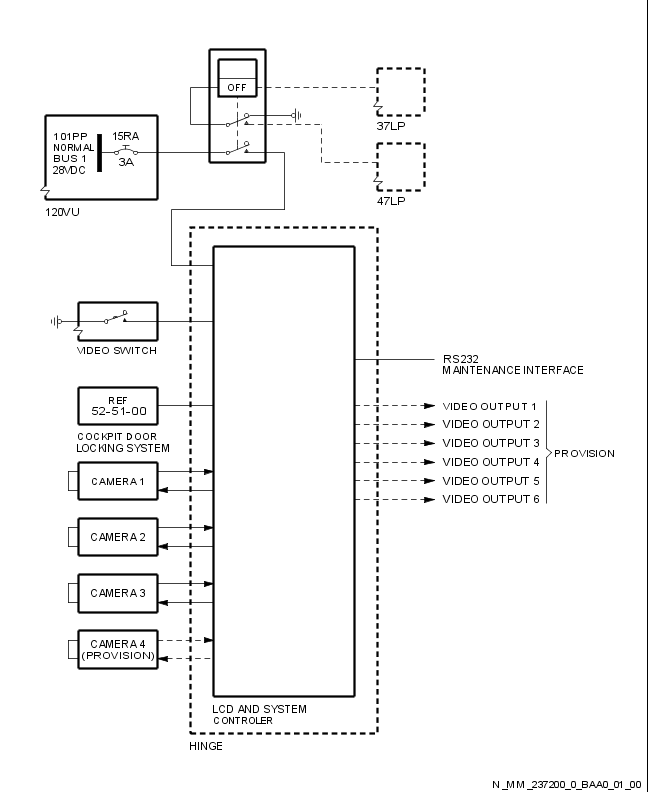 OFF
37LP
101PP
NORMAL
BUS 1
28VDC
15RA
3A
120VU
47LP
VIDEO SWITCH
RS232
MAINTENANCE INTERFACE
REF
52-51-00
COCKPIT DOOR
LOCKING SYSTEM
VIDEO OUTPUT 1
VIDEO OUTPUT 2
VIDEO OUTPUT 3
VIDEO OUTPUT 4
VIDEO OUTPUT 5
VIDEO OUTPUT 6
PROVISION
CAMERA 1
CAMERA 2
CAMERA 3
CAMERA 4
(PROVISION)
LCD AND SYSTEM
CONTROLER
HINGE
N_MM_237200_0_BAA0_01_00